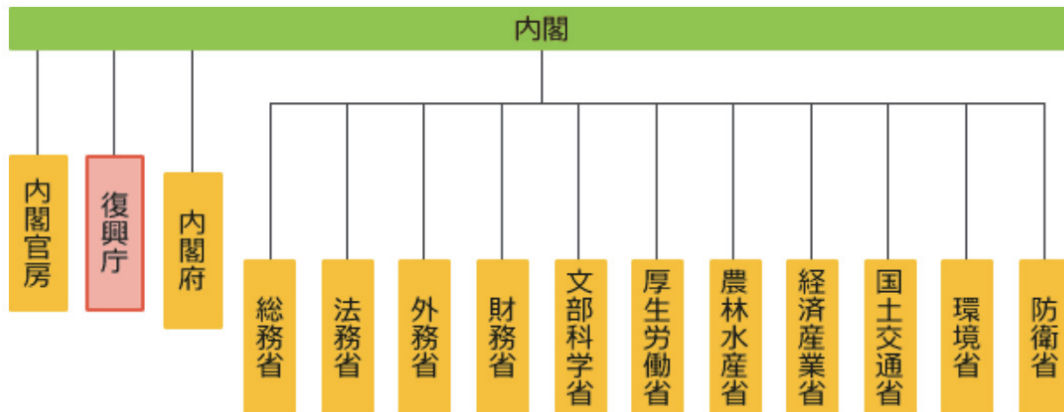 内閣
内閣官房
復興庁
内閣府
総務省
法務省
外務省
財務省
文部科学省
厚生労働省
農林水産省
経済産業省
国土交通省
環境省
防衛省